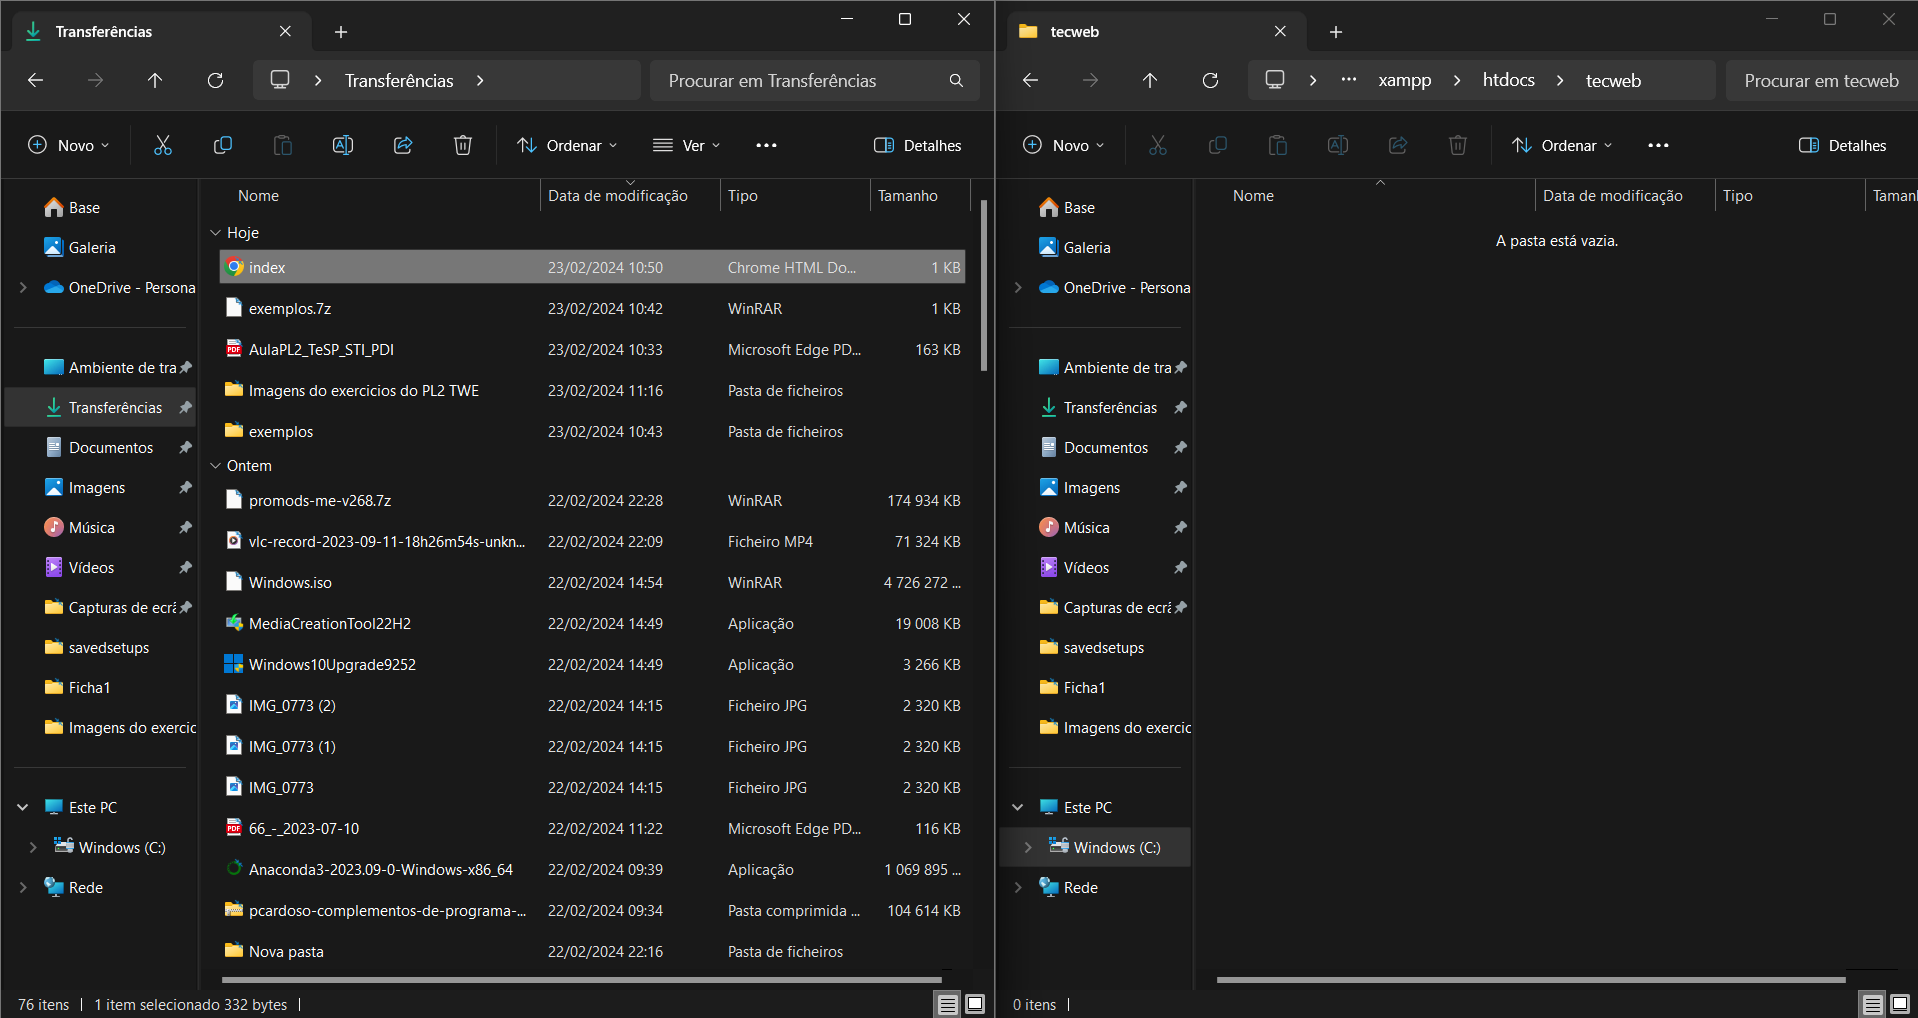 Transferências
Transferências
Procurar em Transferências
Novo
Ordenar
Ver
Detalhes
Base
Galeria
OneDrive - Persona
Ambiente de tra
Transferências
Documentos
Imagens
Música
Vídeos
Capturas de ecrã
savedsetups
Ficha1
Imagens do exercic
Este PC
Windows (C:)
Rede
Nome Data de modificação Tipo Tamanho
Hoje
index 23/02/2024 10:50 Chrome HTML Do... 1 KB
exemplos.7z 23/02/2024 10:42 WinRAR 1 KB
AulaPL2_TeSP_STI_PDI 23/02/2024 10:33 Microsoft Edge PD... 163 KB
Imagens do exercicios do PL2 TWE 23/02/2024 11:16 Pasta de ficheiros
exemplos 23/02/2024 10:43 Pasta de ficheiros
Ontem
promods-me-v268.7z 22/02/2024 22:28 WinRAR 174 934 KB
vlc-record-2023-09-11-18h26m54s-unkn... 22/02/2024 22:09 Ficheiro MP4 71 324 KB
Windows.iso 22/02/2024 14:54 WinRAR 4 726 272 ...
MediaCreationTool22H2 22/02/2024 14:49 Aplicação 19 008 KB
Windows10Upgrade9252 22/02/2024 14:49 Aplicação 3 266 KB
IMG_0773 (2) 22/02/2024 14:15 Ficheiro JPG 2 320 KB
IMG_0773 (1) 22/02/2024 14:15 Ficheiro JPG 2 320 KB
IMG_0773 22/02/2024 14:15 Ficheiro JPG 2 320 KB
66_-_2023-07-10 22/02/2024 11:22 Microsoft Edge PD... 116 KB
Anaconda3-2023.09-0-Windows-x86_64 22/02/2024 09:39 Aplicação 1 069 895 ...
pcardoso-complementos-de-programa-... 22/02/2024 09:34 Pasta comprimida ... 104 614 KB
Nova pasta 22/02/2024 22:16 Pasta de ficheiros
76 itens 1 item selecionado 332 bytes
tecweb
... xampp htdocs tecweb
Procurar em tecweb
Novo
Ordenar
Detalhes
Base
Galeria
OneDrive - Persona
Ambiente de tra
Transferências
Documentos
Imagens
Música
Vídeos
Capturas de ecrã
savedsetups
Ficha1
Imagens do exercic
Este PC
Windows (C:)
Rede
Nome Data de modificação Tipo Taman
A pasta está vazia.
0 itens